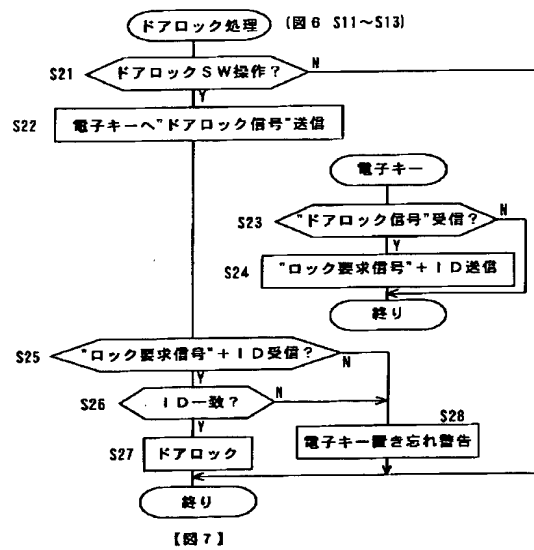 ドアロック処理 (図6 S11〜S13)
S21 ドアロックSW操作? N
Y
S22 電子キーへ"ドアロック信号"送信
電子キー
S23 "ドアロック信号"受信? N
Y
S24 "ロック要求信号"+ID送信
終り
S25 "ロック要求信号"+ID受信? N
Y
S26 ID一致? N
Y
S28
S27 ドアロック 電子キー置き忘れ警告
終り
【図7】